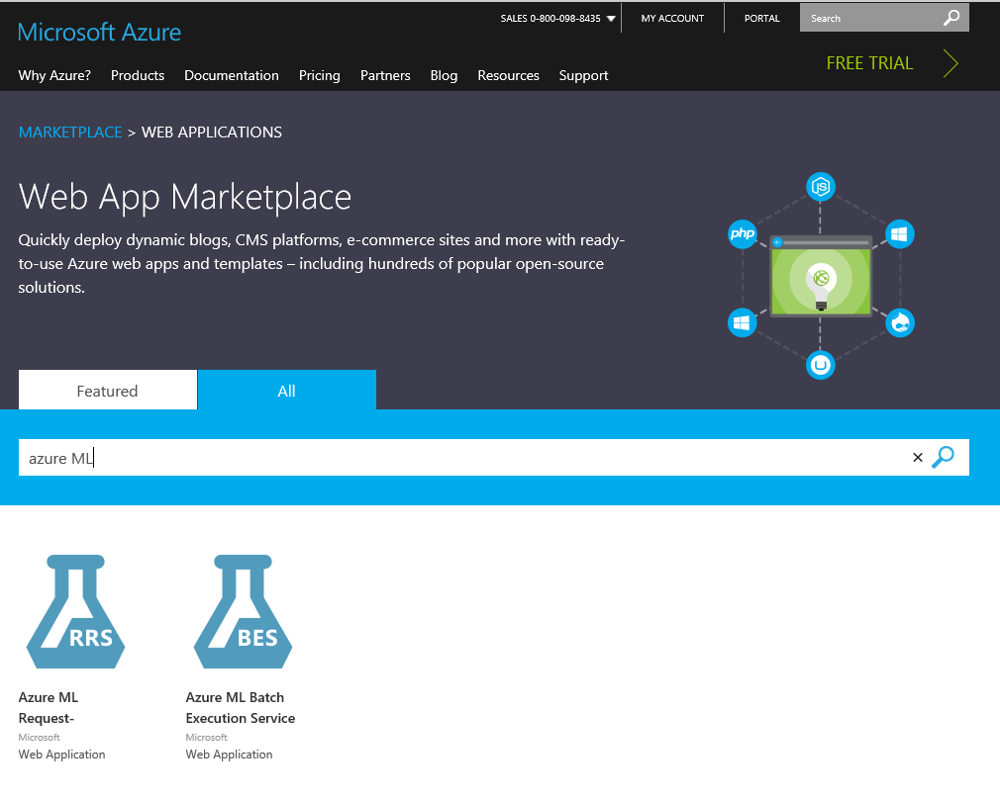 SALES 0-800-098-8435
MY ACCOUNT
PORTAL
Search
Microsoft Azure
FREE TRIAL
Why Azure? Products Documentation Pricing Partners Blog Resources Support
MARKETPLACE > WEB APPLICATIONS
Web App Marketplace
Quickly deploy dynamic blogs, CMS platforms, e-commerce sites and more with ready-
to-use Azure web apps and templates – including hundreds of popular open-source
solutions.
JS
php
Featured
All
azure ML
RRS
BES
Azure ML
Request-
Microsoft
Web Application
Azure ML Batch
Execution Service
Microsoft
Web Application